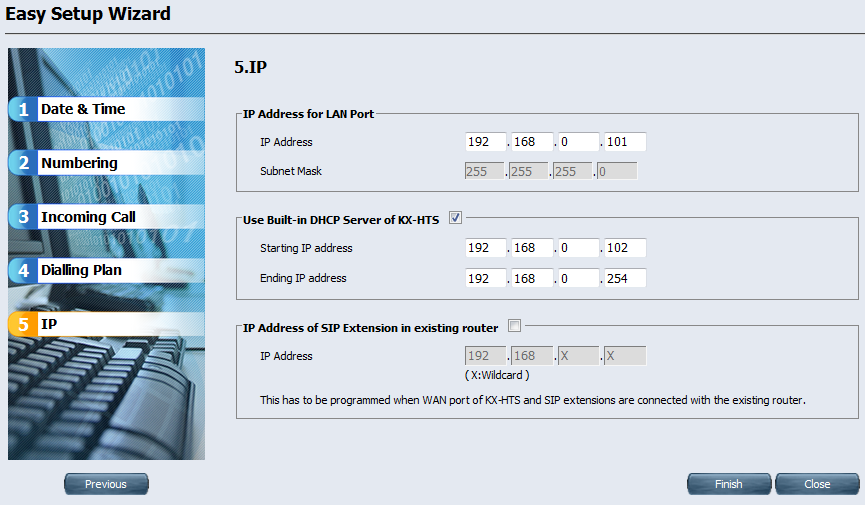 Easy Setup Wizard
1 Date & Time
2 Numbering
3 Incoming Call
4 Dialling Plan
5 IP
5.IP
IP Address for LAN Port
IP Address 192 . 168 . 0 . 101
Subnet Mask 255 . 255 . 255 . 0
Use Built-in DHCP Server of KX-HTS
Starting IP address 192 . 168 . 0 . 102
Ending IP address 192 . 168 . 0 . 254
IP Address of SIP Extension in existing router
IP Address 192 . 168 . X . X
( X:Wildcard )
This has to be programmed when WAN port of KX-HTS and SIP extensions are connected with the existing router.
Previous Finish Close